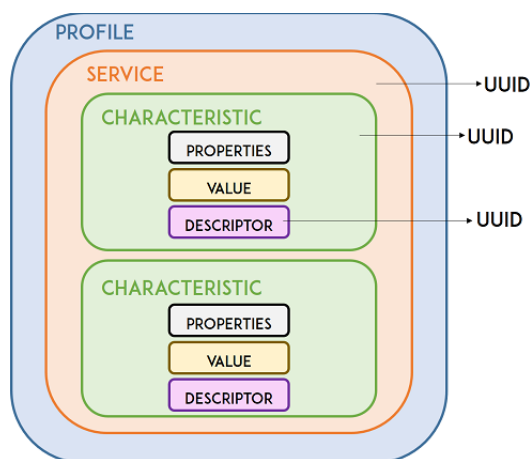 PROFILE
SERVICE
UUID
CHARACTERISTIC
UUID
PROPERTIES
VALUE
DESCRIPTOR
UUID
CHARACTERISTIC
PROPERTIES
VALUE
DESCRIPTOR